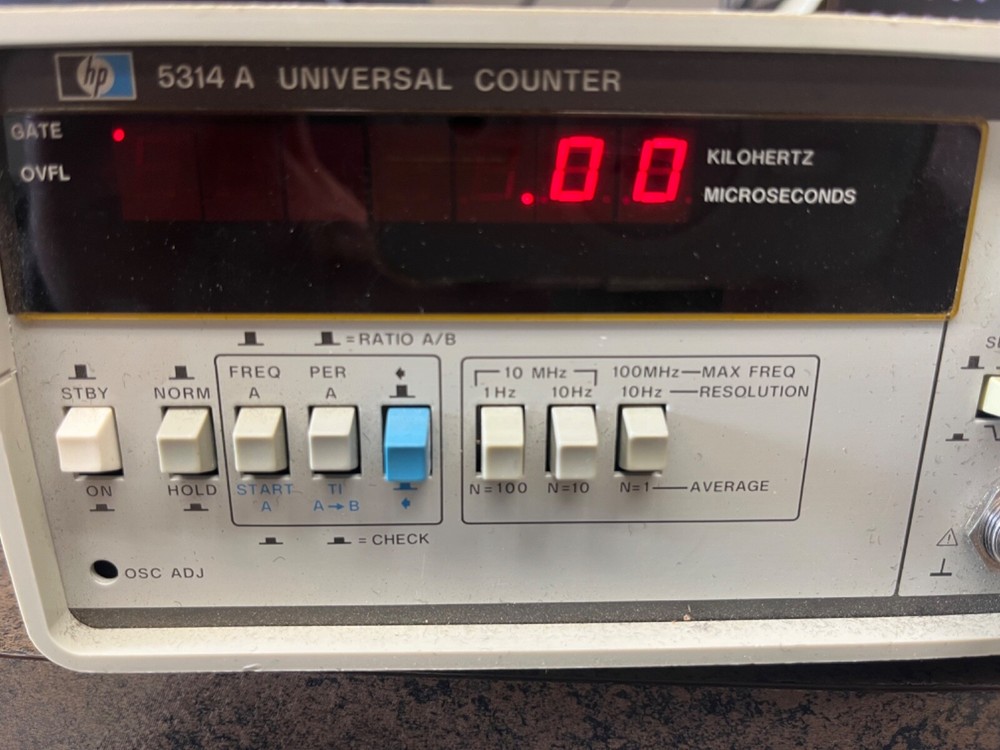 hp 5314 A UNIVERSAL COUNTER
GATE
OVFL
.00
KILOHERTZ
MICROSECONDS
= RATIO A/B
STBY NORM FREQ A PER A
10 MHz 100MHz — MAX FREQ
1Hz 10Hz 10Hz — RESOLUTION
ON HOLD START A TI A→B
N=100 N=10 N=1 — AVERAGE
= CHECK
OSC ADJ